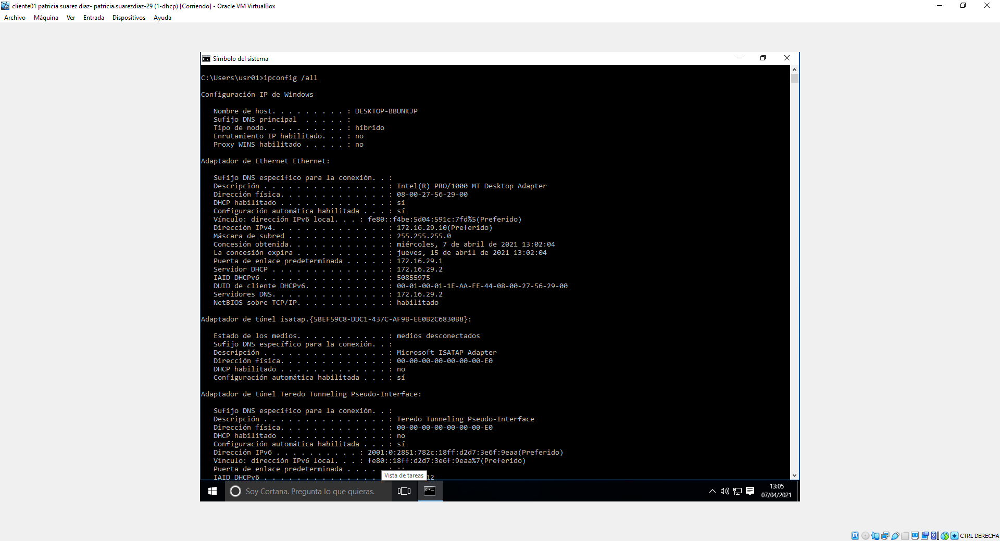 cliente01 patricia suarez diaz- patricia.suarezdiaz-29 (1-dhcp) [Corriendo] - Oracle VM VirtualBox
Archivo Máquina Ver Entrada Dispositivos Ayuda
Símbolo del sistema
C:\Users\usr01>ipconfig /all
Configuración IP de Windows
Nombre de host. . . . . . . . . : DESKTOP-BBUNKJP
Sufijo DNS principal . . . . . :
Tipo de nodo. . . . . . . . . . : híbrido
Enrutamiento IP habilitado. . . : no
Proxy WINS habilitado . . . . . : no
Adaptador de Ethernet Ethernet:
Sufijo DNS específico para la conexión. . :
Descripción . . . . . . . . . . . . . . . : Intel(R) PRO/1000 MT Desktop Adapter
Dirección física. . . . . . . . . . . . . : 08-00-27-56-29-00
DHCP habilitado . . . . . . . . . . . . . : sí
Configuración automática habilitada . . . : sí
Vínculo: dirección IPv6 local. . . : fe80::f4be:5d04:591c:7fd%5(Preferido)
Dirección IPv4. . . . . . . . . . . . . . : 172.16.29.10(Preferido)
Máscara de subred . . . . . . . . . . . . : 255.255.255.0
Concesión obtenida. . . . . . . . . . . . : miércoles, 7 de abril de 2021 13:02:04
La concesión expira . . . . . . . . . . . : jueves, 15 de abril de 2021 13:02:04
Puerta de enlace predeterminada . . . . . : 172.16.29.1
Servidor DHCP . . . . . . . . . . . . . . : 172.16.29.2
IAID DHCPv6 . . . . . . . . . . . . . . . : 50855975
DUID de cliente DHCPv6. . . . . . . . . . : 00-01-00-01-1E-AA-FE-44-08-00-27-56-29-00
Servidores DNS. . . . . . . . . . . . . . : 172.16.29.2
NetBIOS sobre TCP/IP. . . . . . . . . . . : habilitado
Adaptador de túnel isatap.{5BEF59C8-DDC1-437C-AF9B-EE0B2C6830B8}:
Estado de los medios. . . . . . . . . . . : medios desconectados
Sufijo DNS específico para la conexión. . :
Descripción . . . . . . . . . . . . . . . : Microsoft ISATAP Adapter
Dirección física. . . . . . . . . . . . . : 00-00-00-00-00-00-00-E0
DHCP habilitado . . . . . . . . . . . . . : no
Configuración automática habilitada . . . : sí
Adaptador de túnel Teredo Tunneling Pseudo-Interface:
Sufijo DNS específico para la conexión. . :
Descripción . . . . . . . . . . . . . . . : Teredo Tunneling Pseudo-Interface
Dirección física. . . . . . . . . . . . . : 00-00-00-00-00-00-00-E0
DHCP habilitado . . . . . . . . . . . . . : no
Configuración automática habilitada . . . : sí
Dirección IPv6 . . . . . . . . . . : 2001:0:2851:782c:18ff:d2d7:3e6f:9eaa(Preferido)
Vínculo: dirección IPv6 local. . . : fe80::18ff:d2d7:3e6f:9eaa%7(Preferido)
Puerta de enlace predeterminada . . . . . : ::
IAID DHCPv6 . . . . . . . . . . . . . . 12
Vista de tareas
Soy Cortana. Pregunta lo que quieras.
13:05
07/04/2021
CTRL DERECHA